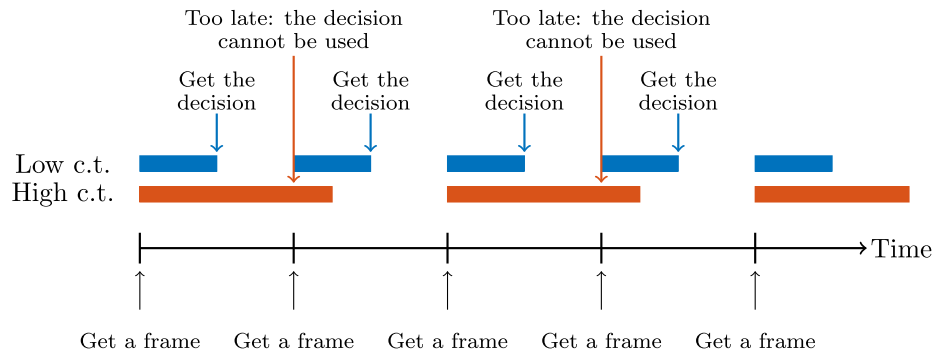 Too late: the decision
cannot be used
Too late: the decision
cannot be used
Get the
decision
Get the
decision
Get the
decision
Get the
decision
Low c.t.
High c.t.
Time
Get a frame
Get a frame
Get a frame
Get a frame
Get a frame